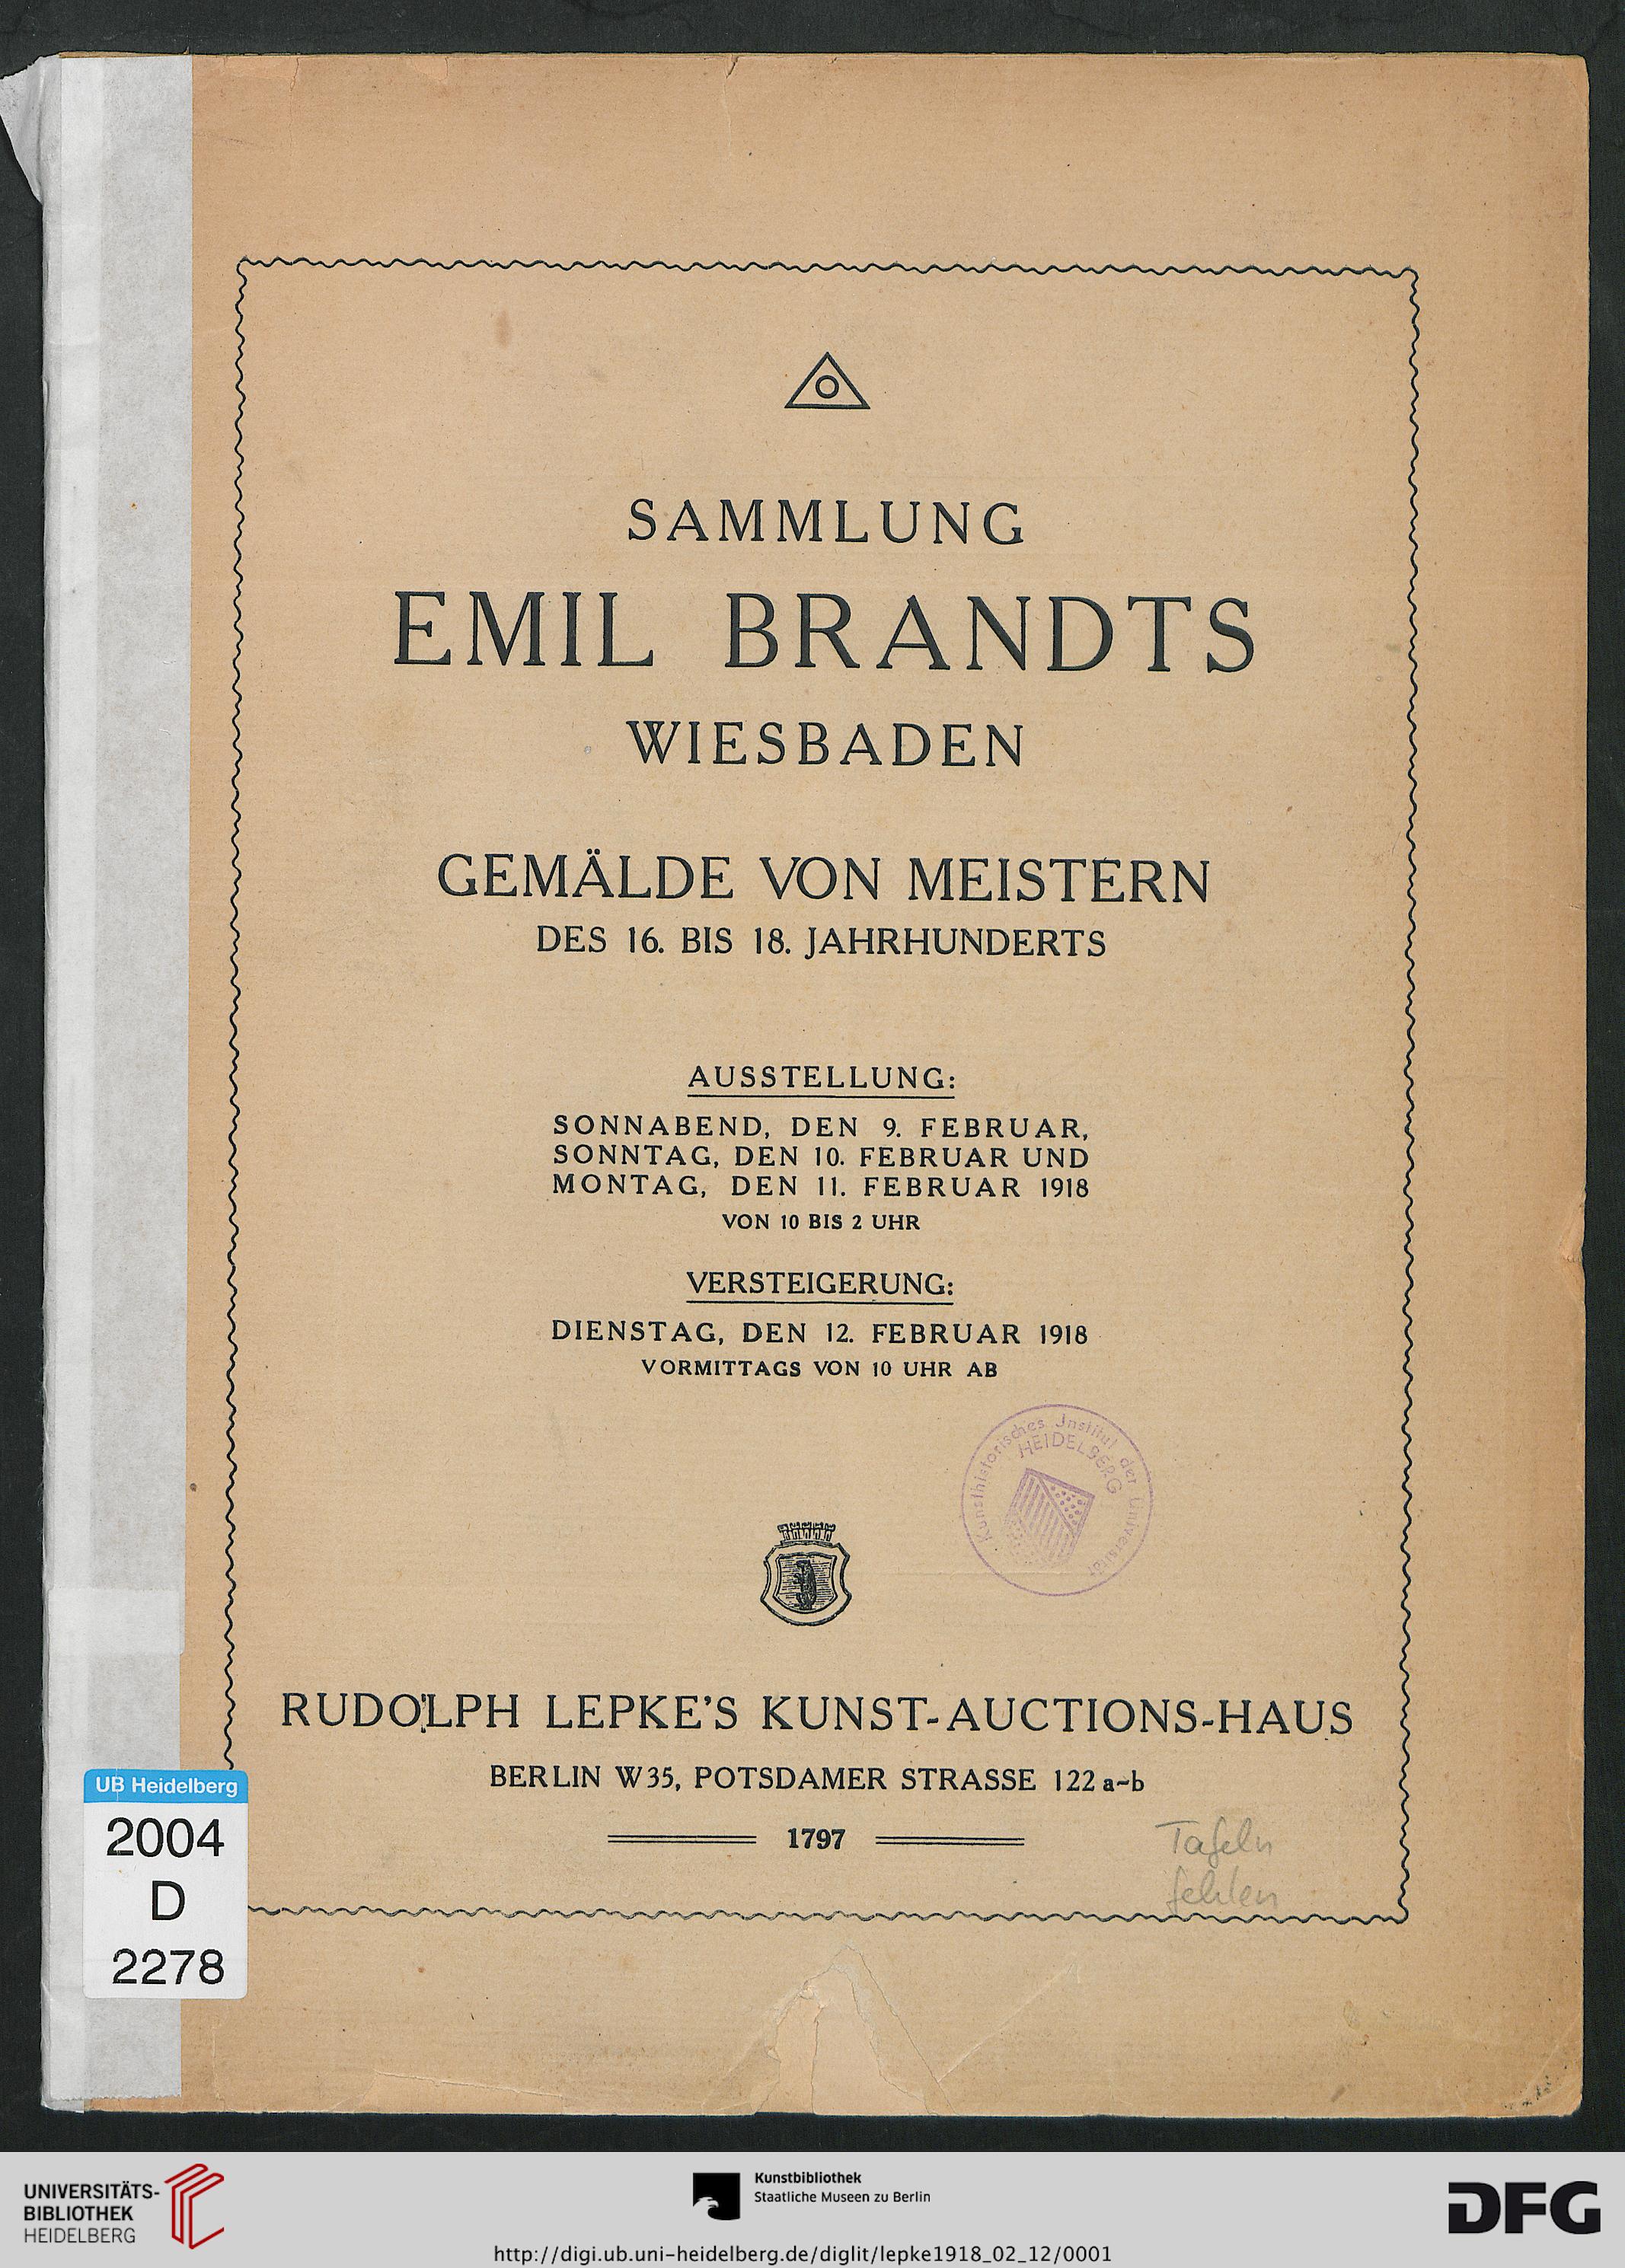 SAMMLUNG
EMIL BRANDTS
WIESBADEN
GEMÄLDE VON MEISTERN
DES 16. BIS 18. JAHRHUNDERTS
AUSSTELLUNG:
SONNABEND, DEN 9. FEBRUAR,
SONNTAG, DEN 10. FEBRUAR UND
MONTAG, DEN 11. FEBRUAR 1918
VON 10 BIS 2 UHR
VERSTEIGERUNG:
DIENSTAG, DEN 12. FEBRUAR 1918
VORMITTAGS VON 10 UHR AB
Kunsthistorisches Jnstitut der Universität
HEIDELBERG
RUDOLPH LEPKE'S KUNST-AUCTIONS-HAUS
BERLIN W35, POTSDAMER STRASSE 122 a-b
1797
Tafeln
fehlen
UB Heidelberg
2004
D
2278
UNIVERSITÄTS-
BIBLIOTHEK
HEIDELBERG
Kunstbibliothek
Staatliche Museen zu Berlin
DFG
http://digi.ub.uni-heidelberg.de/diglit/lepke1918_02_12/0001